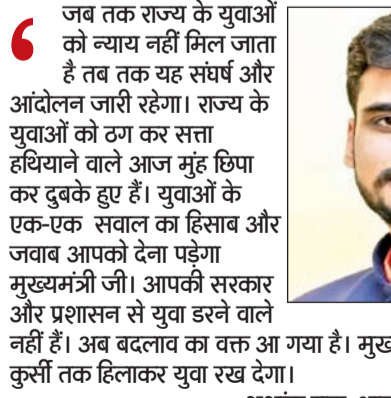 जब तक राज्य के युवाओं
को न्याय नहीं मिल जाता
है तब तक यह संघर्ष और
आंदोलन जारी रहेगा। राज्य के
युवाओं को ठग कर सत्ता
हथियाने वाले आज मुंह छिपा
कर दुबके हुए हैं। युवाओं के
एक-एक सवाल का हिसाब और
जवाब आपको देना पड़ेगा
मुख्यमंत्री जी। आपकी सरकार
और प्रशासन से युवा डरने वाले
नहीं हैं। अब बदलाव का वक्त आ गया है।
कुर्सी तक हिलाकर युवा रख देगा।